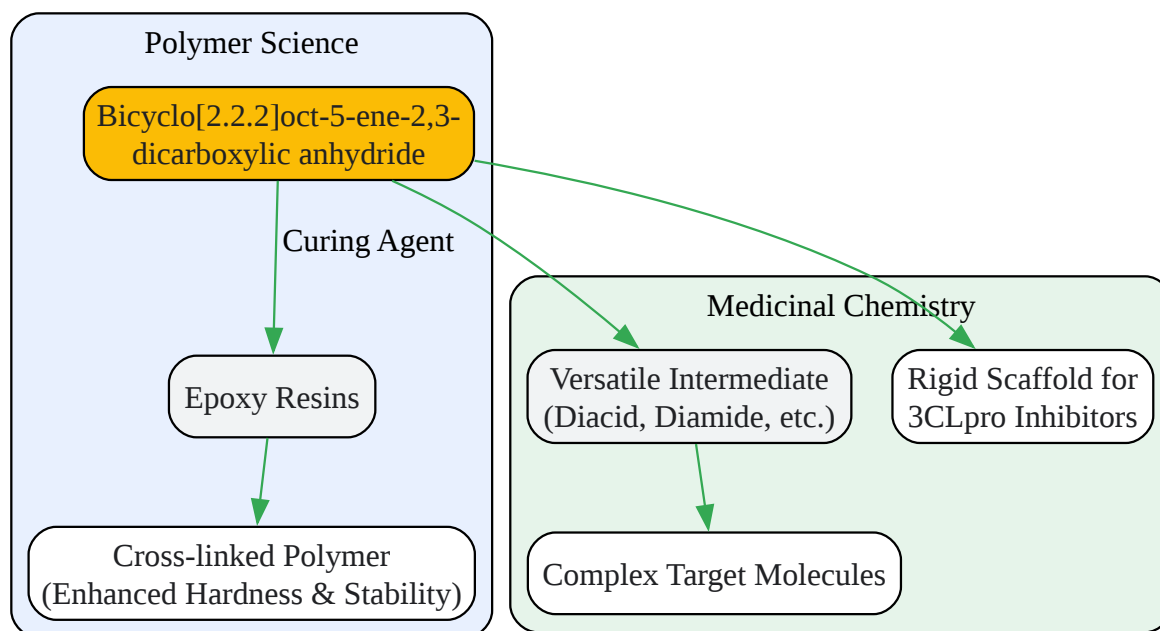 Polymer Science
Bicyclo[2.2.2]oct-5-ene-2,3-
dicarboxylic anhydride
Curing Agent
Epoxy Resins
Cross-linked Polymer
(Enhanced Hardness & Stability)
Medicinal Chemistry
Versatile Intermediate
(Diacid, Diamide, etc.)
Rigid Scaffold for
3CLpro Inhibitors
Complex Target Molecules